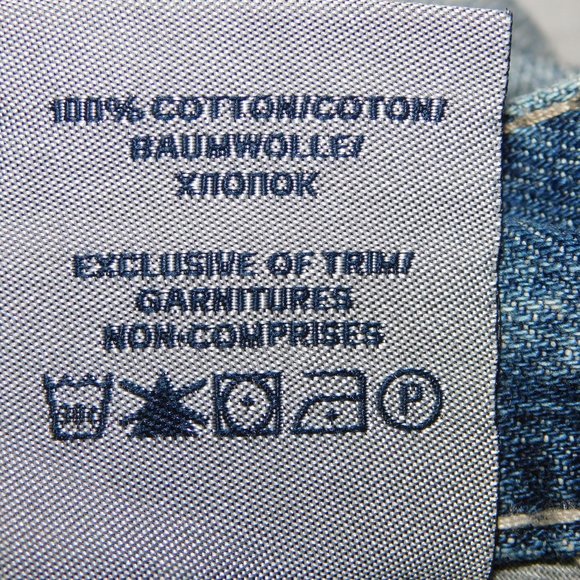 100% COTTON/COTON/
BAUMWOLLE/
ХЛОПОК
EXCLUSIVE OF TRIM/
GARNITURES
NON-COMPRISES
P